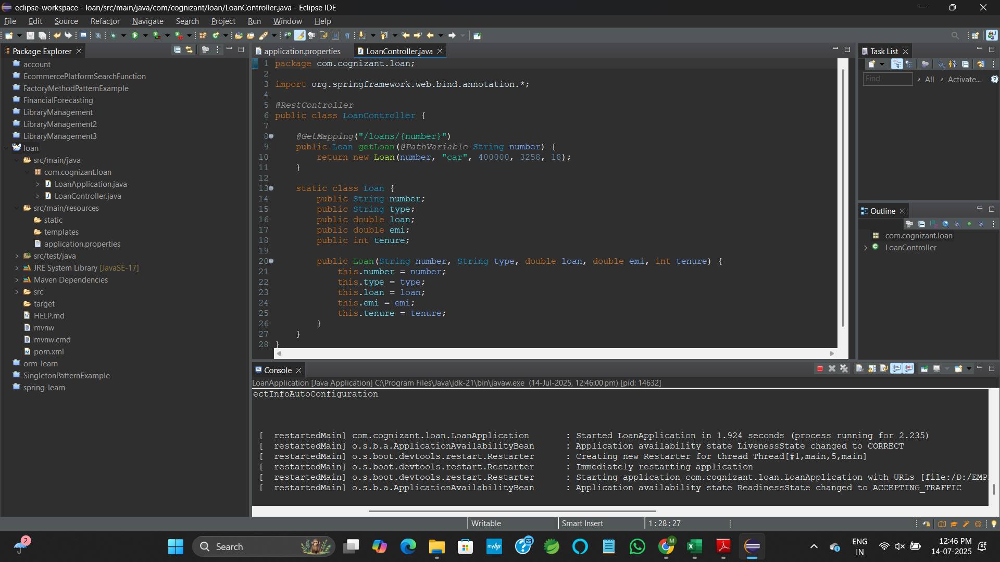 eclipse-workspace - loan/src/main/java/com/cognizant/loan/LoanController.java - Eclipse IDE
File Edit Source Refactor Navigate Search Project Run Window Help
Package Explorer
account
EcommercePlatformSearchFunction
FactoryMethodPatternExample
FinancialForecasting
LibraryManagement
LibraryManagement2
LibraryManagement3
loan
src/main/java
com.cognizant.loan
LoanApplication.java
LoanController.java
src/main/resources
static
templates
application.properties
src/test/java
JRE System Library [JavaSE-17]
Maven Dependencies
src
target
HELP.md
mvnw
mvnw.cmd
pom.xml
orm-learn
SingletonPatternExample
spring-learn
application.properties LoanController.java
1 package com.cognizant.loan;
2
3 import org.springframework.web.bind.annotation.*;
4
5 @RestController
6 public class LoanController {
7
8 @GetMapping("/loans/{number}")
9 public Loan getLoan(@PathVariable String number) {
10 return new Loan(number, "car", 400000, 3258, 18);
11 }
12
13 static class Loan {
14 public String number;
15 public String type;
16 public double loan;
17 public double emi;
18 public int tenure;
19
20 public Loan(String number, String type, double loan, double emi, int tenure) {
21 this.number = number;
22 this.type = type;
23 this.loan = loan;
24 this.emi = emi;
25 this.tenure = tenure;
26 }
27 }
28 }
Task List
Find All Activate...
Outline
com.cognizant.loan
LoanController
Console
LoanApplication [Java Application] C:\Program Files\Java\jdk-21\bin\javaw.exe (14-Jul-2025, 12:46:00 pm) [pid: 14632]
ectInfoAutoConfiguration
[ restartedMain] com.cognizant.loan.LoanApplication : Started LoanApplication in 1.924 seconds (process running for 2.235)
[ restartedMain] o.s.b.a.ApplicationAvailabilityBean : Application availability state LivenessState changed to CORRECT
[ restartedMain] o.s.boot.devtools.restart.Restarter : Creating new Restarter for thread Thread[#1,main,5,main]
[ restartedMain] o.s.boot.devtools.restart.Restarter : Immediately restarting application
[ restartedMain] o.s.boot.devtools.restart.Restarter : Starting application com.cognizant.loan.LoanApplication with URLs [file:/D:/EMP
[ restartedMain] o.s.b.a.ApplicationAvailabilityBean : Application availability state ReadinessState changed to ACCEPTING_TRAFFIC
Writable Smart Insert 1 : 28 : 27
2
Search
myhp
M
ENG
IN
12:46 PM
14-07-2025